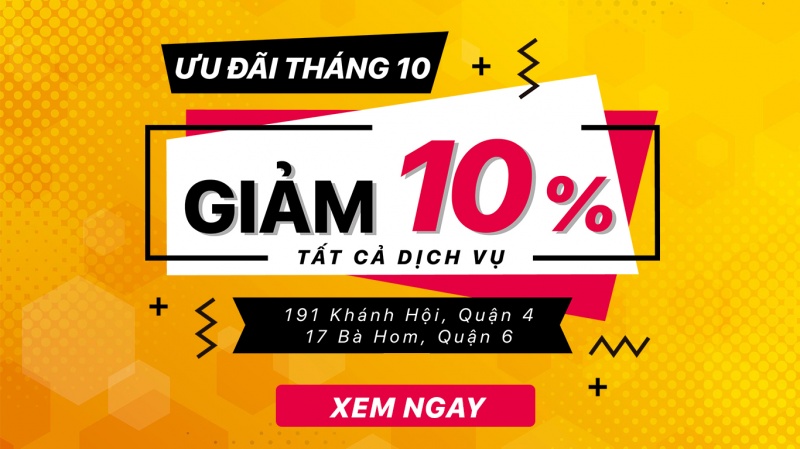 ƯU ĐÃI THÁNG 10
GIẢM 10%
TẤT CẢ DỊCH VỤ
191 Khánh Hội, Quận 4
17 Bà Hom, Quận 6
XEM NGAY